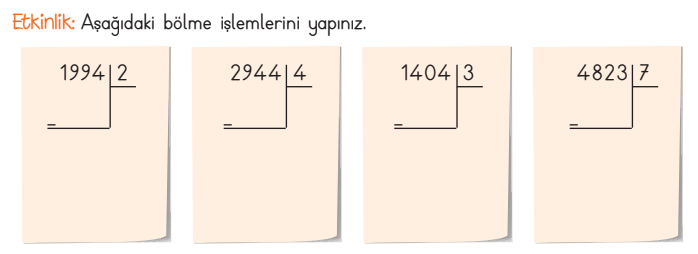 Etkinlik: Aşağıdaki bölme işlemlerini yapınız.
1994 2
2944 4
1404 3
4823 7